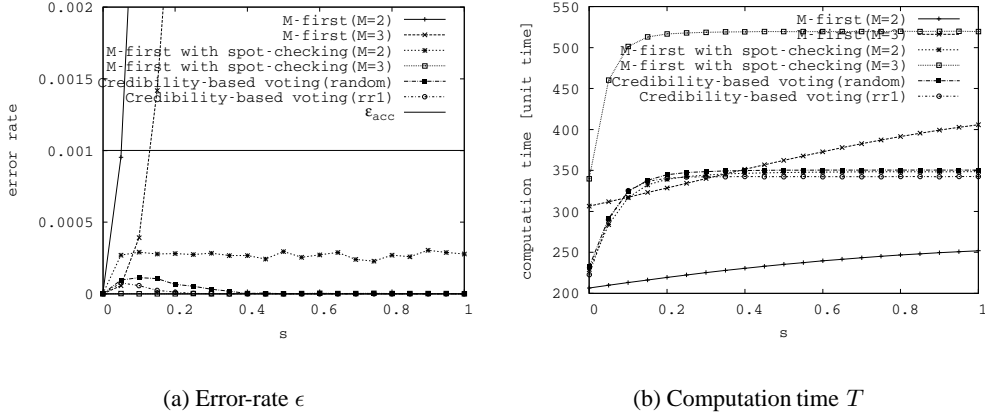 0.002
0.0015
0.001
0.0005
0
error rate
M-first(M=2)
M-first(M=3)
M-first with spot-checking(M=2)
M-first with spot-checking(M=3)
Credibility-based voting(random)
Credibility-based voting(rr1)
εacc
0 0.2 0.4 0.6 0.8 1
s
(a) Error-rate ϵ
550
500
450
400
350
300
250
200
computation time [unit time]
M-first(M=2)
M-first(M=3)
M-first with spot-checking(M=2)
M-first with spot-checking(M=3)
Credibility-based voting(random)
Credibility-based voting(rr1)
0 0.2 0.4 0.6 0.8 1
s
(b) Computation time T